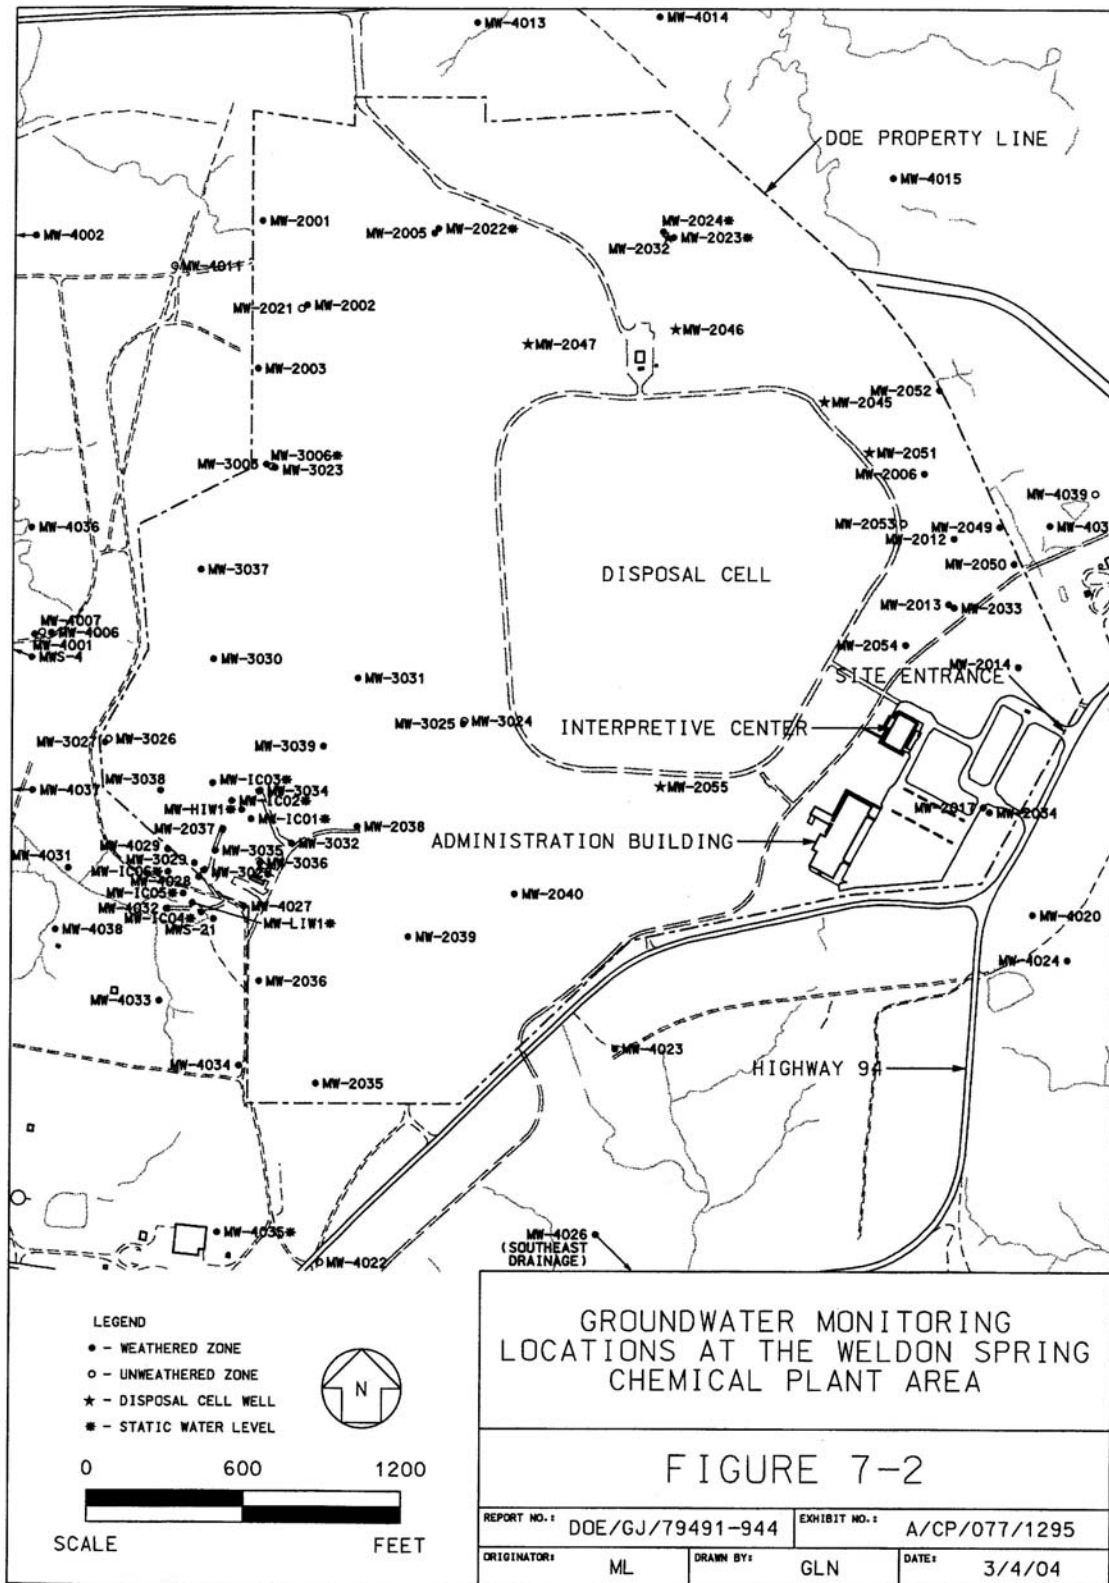 MW-4013
MW-4014
DOE PROPERTY LINE
MW-4015
MW-2001
MW-4002
MW-2005
MW-2022✱
MW-2024✱
MW-2032
MW-2023✱
MW-4011
MW-2021
MW-2002
MW-2003
MW-2047
MW-2046
MW-2052
MW-2045
MW-2051
MW-2006
MW-3006✱
MW-3023
MW-4039
MW-4036
MW-2053
MW-2049
MW-2012
MW-2050
MW-3037
DISPOSAL CELL
MW-2013
MW-2033
MW-4007
MW-4006
MW-4001
MWS-4
MW-3030
MW-3031
MW-2054
MW-2014
SITE ENTRANCE
MW-3025
MW-3024
INTERPRETIVE CENTER
MW-3027
MW-3026
MW-3039
MW-4037
MW-3038
MW-IC03✱
MW-3034
MW-IC02✱
MW-HIW1✱
MW-IC01✱
MW-2055
MW-2017
MW-2034
MW-2037
MW-2038
ADMINISTRATION BUILDING
MW-3032
MW-4029
MW-4031
MW-3029
MW-3035
MW-3036
MW-IC06✱
MW-4028
MW-IC05✱
MW-4032
MW-4027
MW-IC04✱
MW-LIW1✱
MWS-21
MW-2040
MW-4038
MW-2039
MW-4020
MW-4024
MW-2036
MW-4033
MW-4023
MW-4034
MW-2035
HIGHWAY 94
MW-4035✱
MW-4022
MW-4026
(SOUTHEAST
DRAINAGE)
LEGEND
● - WEATHERED ZONE
○ - UNWEATHERED ZONE
★ - DISPOSAL CELL WELL
✱ - STATIC WATER LEVEL
N
0 600 1200
SCALE FEET
GROUNDWATER MONITORING
LOCATIONS AT THE WELDON SPRING
CHEMICAL PLANT AREA
FIGURE 7-2
REPORT NO.: DOE/GJ/79491-944 EXHIBIT NO.: A/CP/077/1295
ORIGINATOR: ML DRAWN BY: GLN DATE: 3/4/04